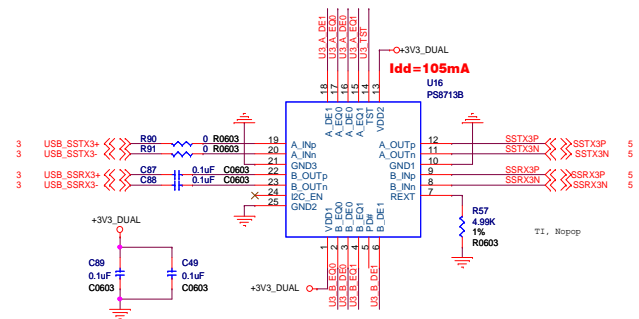 U3_A_DE1
U3_A_EQ0
U3_A_DE0
U3_A_EQ1
U3_TST
+3V3_DUAL
Idd=105mA
U16
PS8713B
18
17
16
15
14
13
A_DE1
A_EQ0
A_DE0
A_EQ1
TST
VDD2
3 USB_SSTX3+ R90 0 R0603 19 A_INp A_OUTp 12 SSTX3P SSTX3P 5
3 USB_SSTX3- R91 0 R0603 20 A_INn A_OUTn 11 SSTX3N SSTX3N 5
21 GND3 GND1 10
3 USB_SSRX3+ C87 0.1uF C0603 22 B_OUTp B_INp 9 SSRX3P SSRX3P 5
3 USB_SSRX3- C88 0.1uF C0603 23 B_OUTn B_INn 8 SSRX3N SSRX3N 5
24 I2C_EN REXT 7
25 GND2
VDD1
B_EQ0
B_DE0
B_EQ1
PD#
B_DE1
1
2
3
4
5
6
R57
4.99K
1%
R0603
TI, Nopop
+3V3_DUAL
C89
0.1uF
C0603
C49
0.1uF
C0603
+3V3_DUAL
U3_B_EQ0
U3_B_DE0
U3_B_EQ1
U3_B_DE1